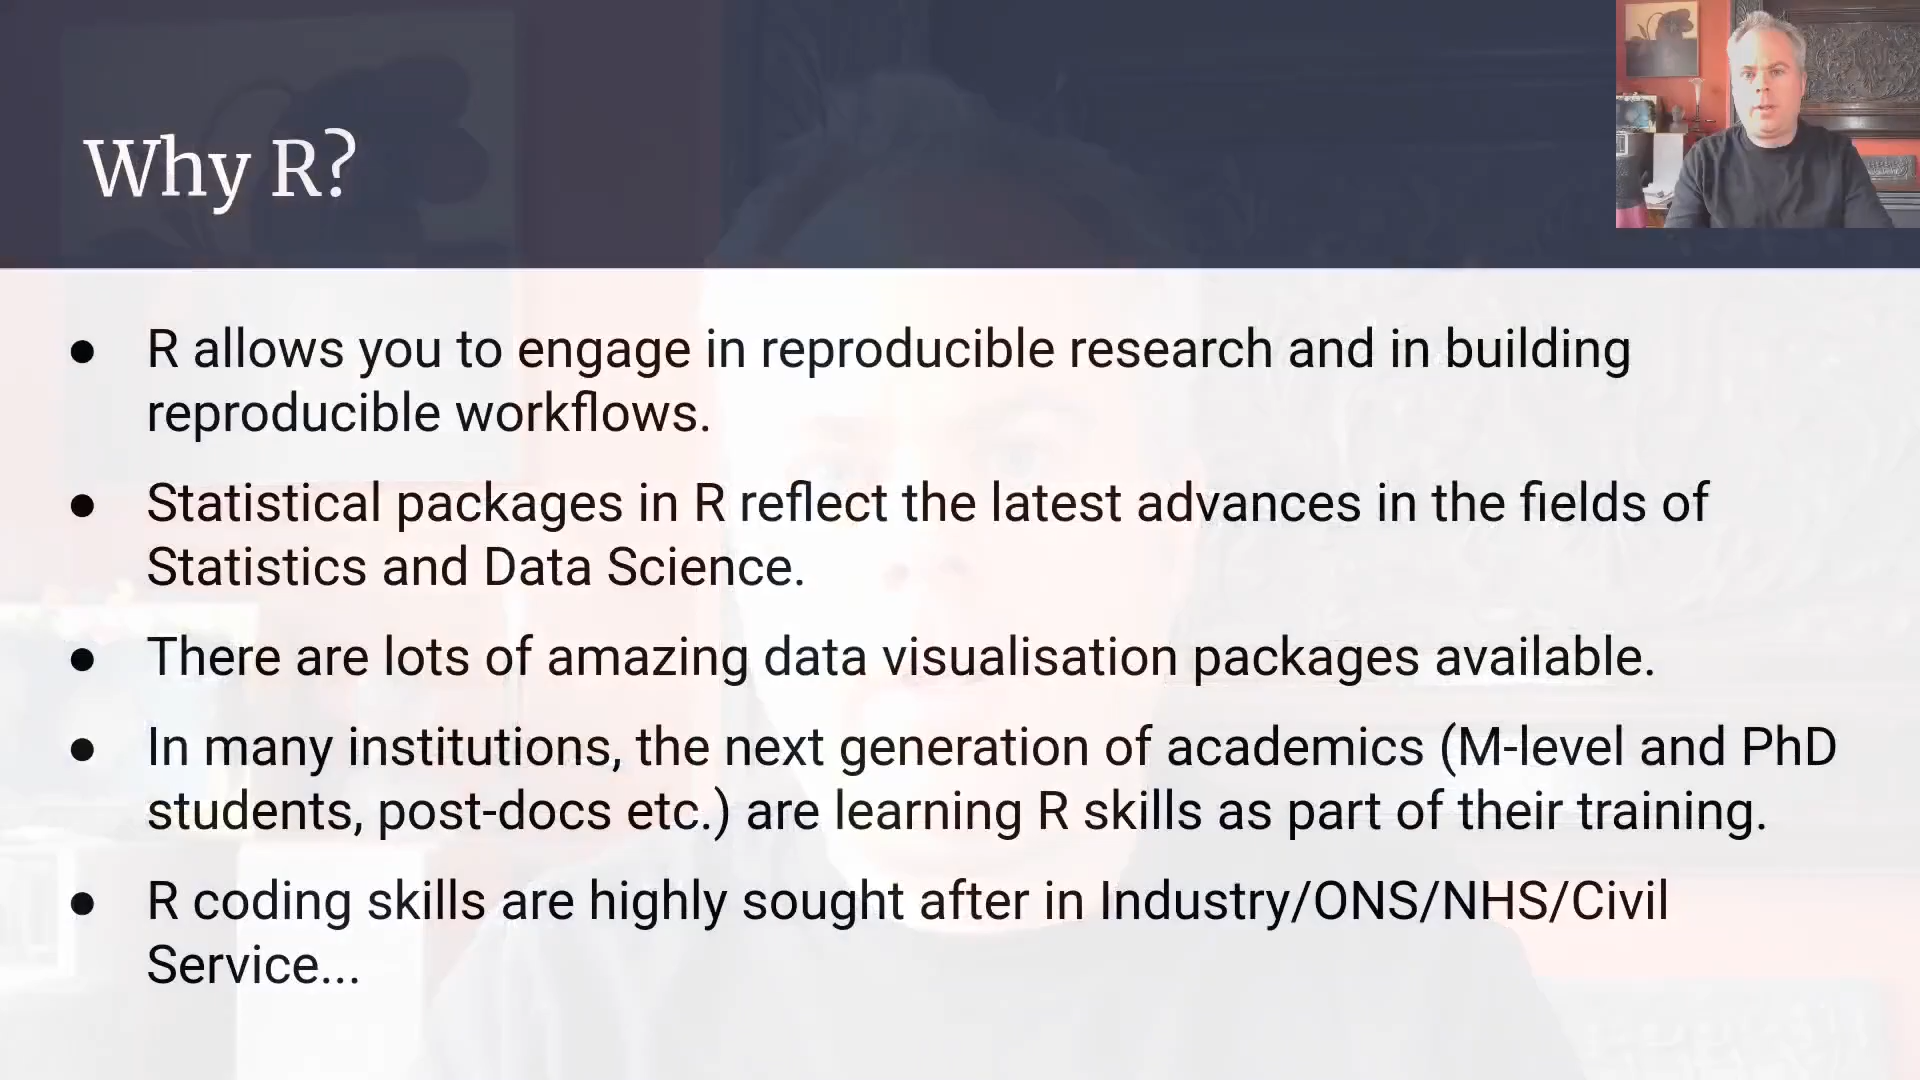 Why R?
● R allows you to engage in reproducible research and in building
reproducible workflows.
● Statistical packages in R reflect the latest advances in the fields of
Statistics and Data Science.
● There are lots of amazing data visualisation packages available.
● In many institutions, the next generation of academics (M-level and PhD
students, post-docs etc.) are learning R skills as part of their training.
● R coding skills are highly sought after in Industry/ONS/NHS/Civil
Service...